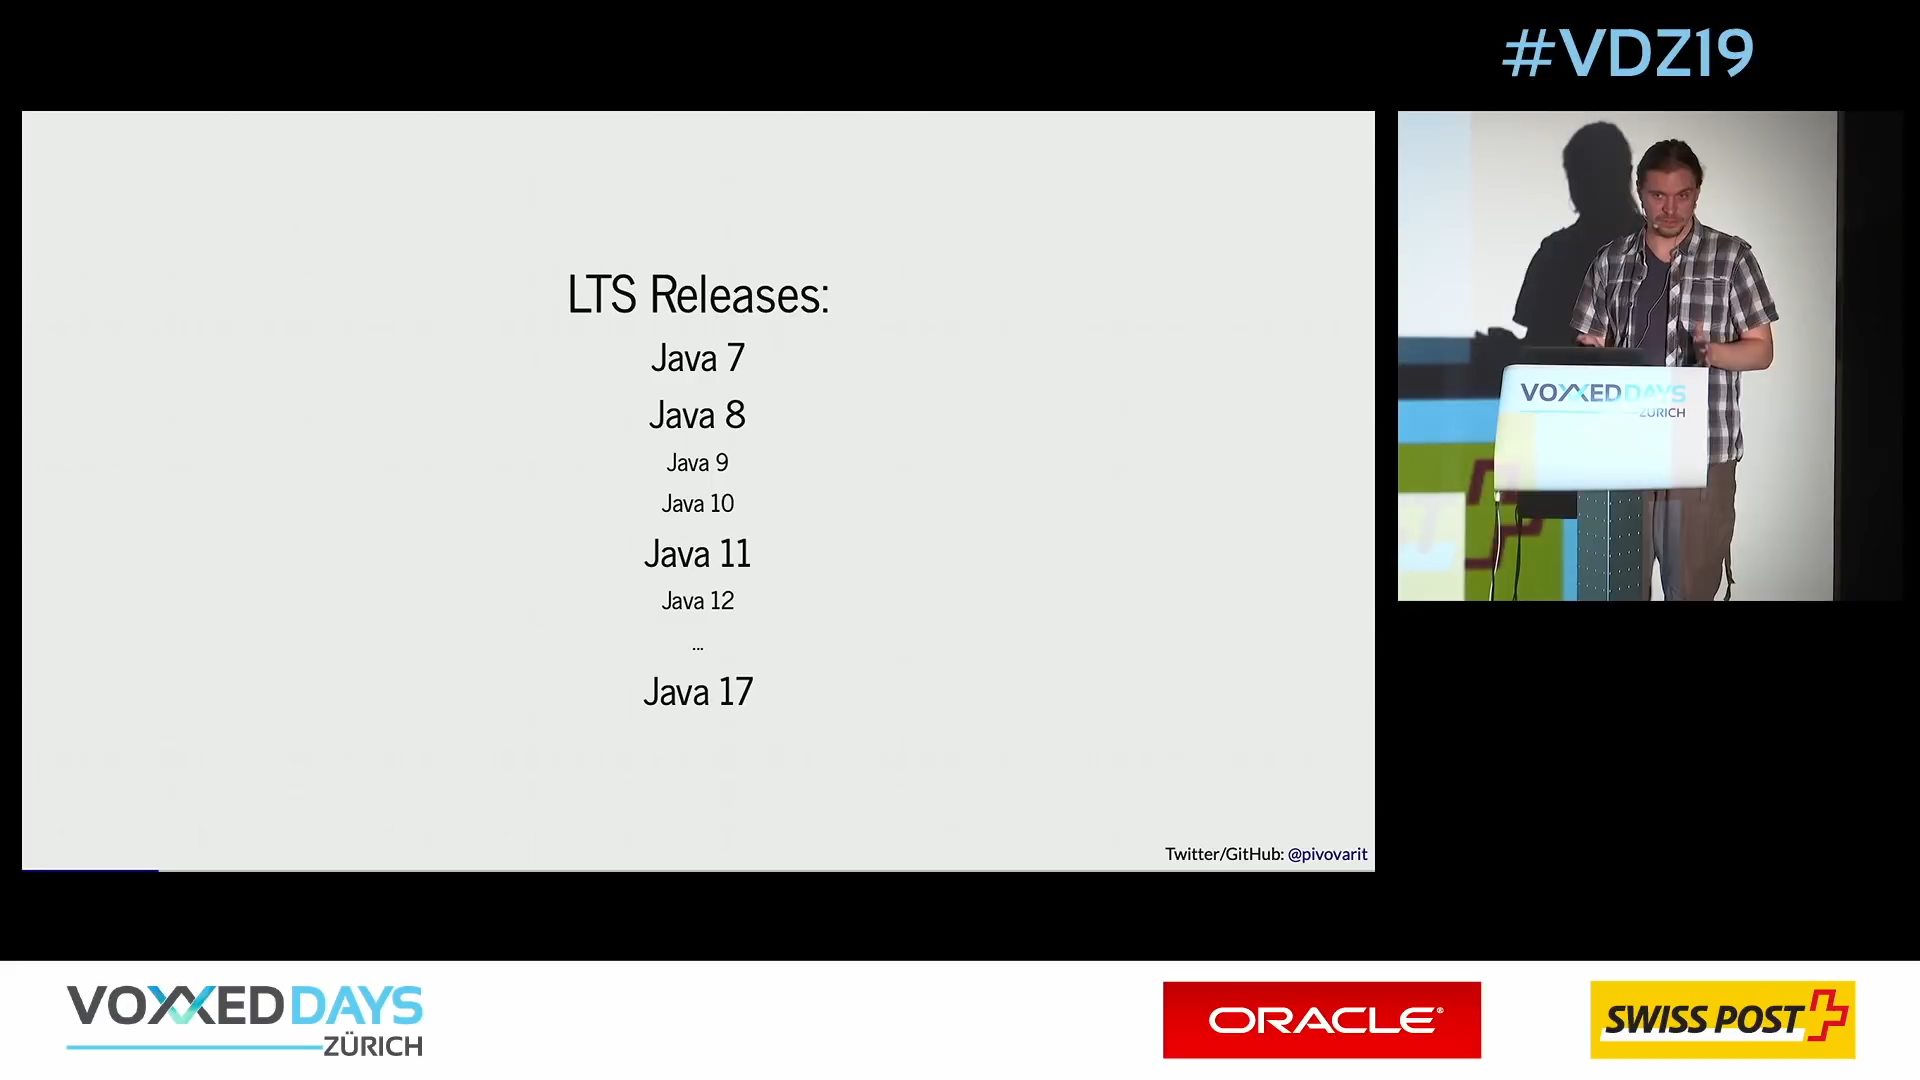 #VDZ19
LTS Releases:
Java 7
Java 8
Java 9
Java 10
Java 11
Java 12
...
Java 17
Twitter/GitHub: @pivovarit
VOXXED DAYS
ZÜRICH
VOXXED DAYS
ZÜRICH
ORACLE®
SWISS POST